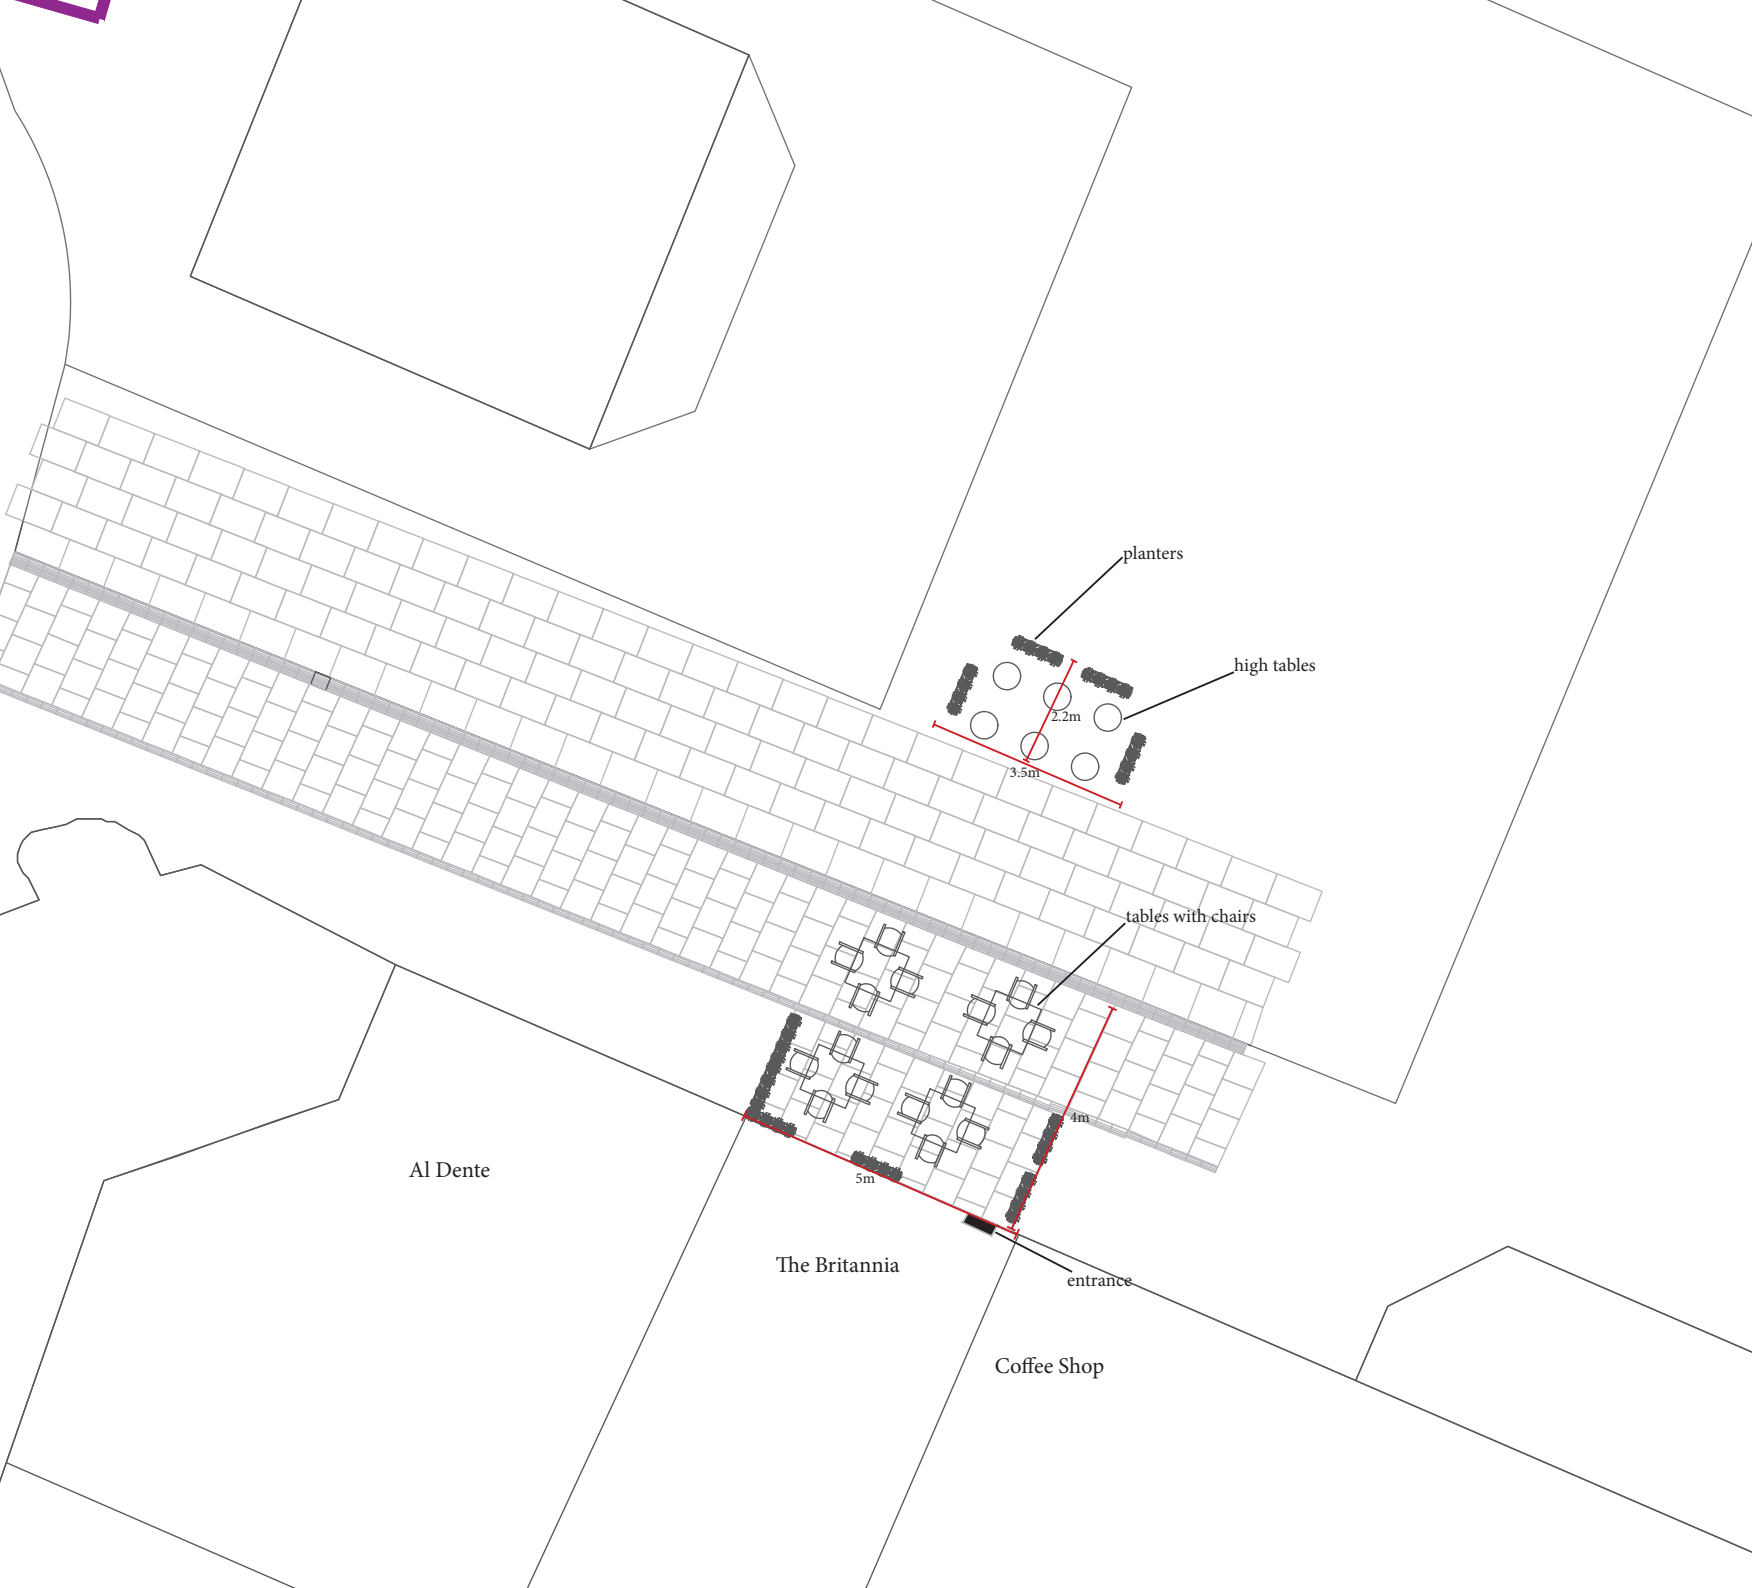 planters
high tables
2.2m
3.5m
tables with chairs
4m
Al Dente
5m
The Britannia
entrance
Coffee Shop